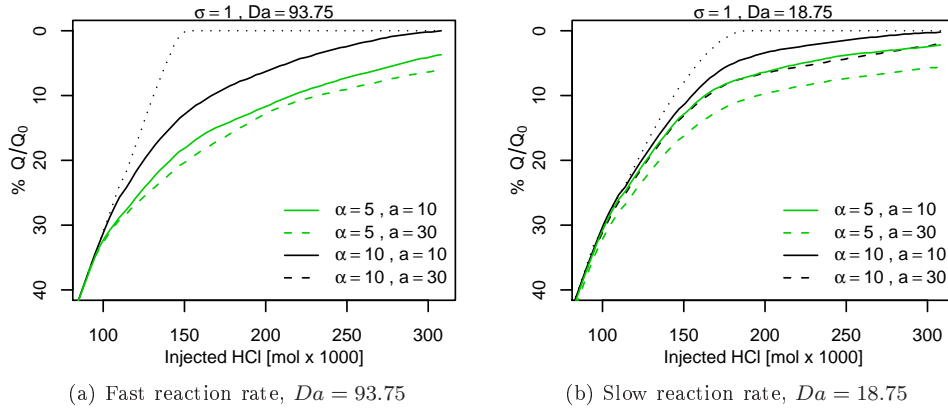 σ = 1 , Da = 93.75
% Q/Q₀
0
10
20
30
40
α = 5 , a = 10
α = 5 , a = 30
α = 10 , a = 10
α = 10 , a = 30
100 150 200 250 300
Injected HCl [mol x 1000]
(a) Fast reaction rate, Da = 93.75
σ = 1 , Da = 18.75
% Q/Q₀
0
10
20
30
40
α = 5 , a = 10
α = 5 , a = 30
α = 10 , a = 10
α = 10 , a = 30
100 150 200 250 300
Injected HCl [mol x 1000]
(b) Slow reaction rate, Da = 18.75